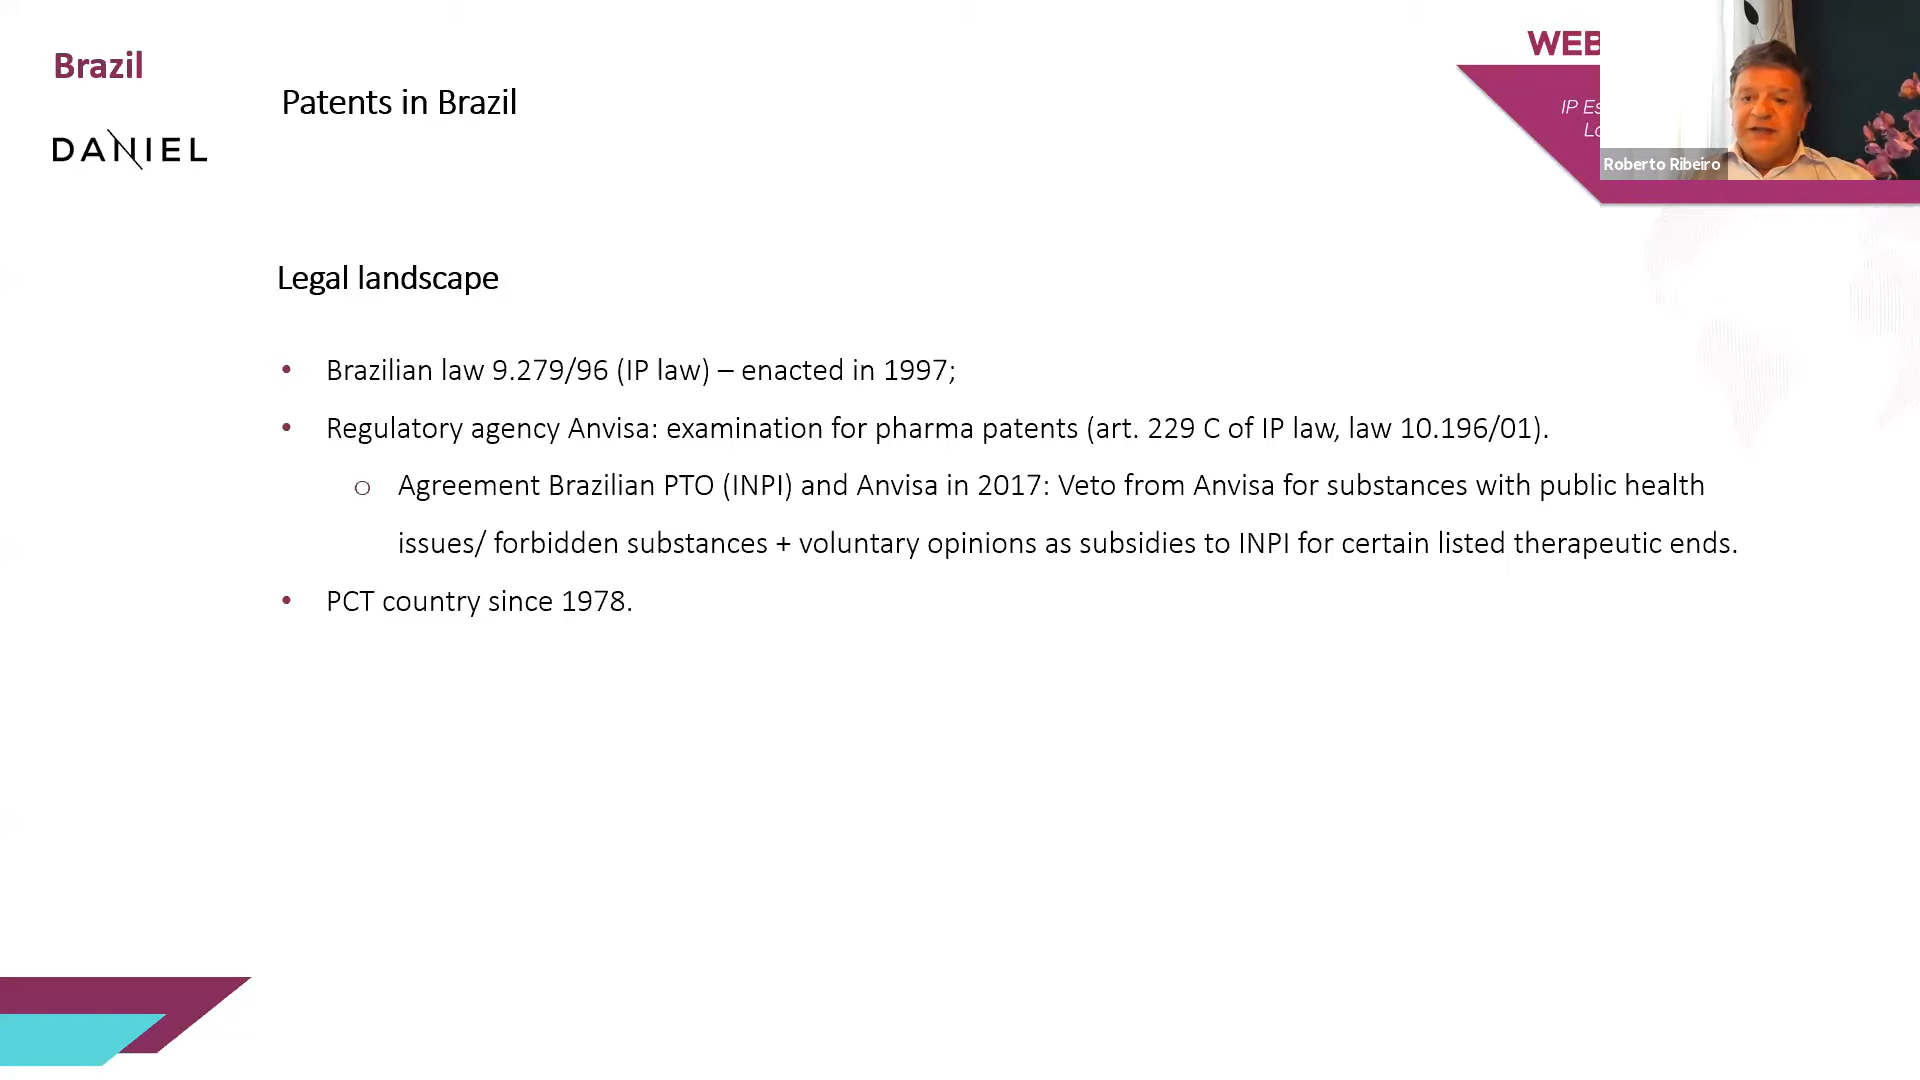 Brazil
DANIEL
Patents in Brazil
WEB
IP Es
Lo
Roberto Ribeiro
Legal landscape
• Brazilian law 9.279/96 (IP law) – enacted in 1997;
• Regulatory agency Anvisa: examination for pharma patents (art. 229 C of IP law, law 10.196/01).
o Agreement Brazilian PTO (INPI) and Anvisa in 2017: Veto from Anvisa for substances with public health
issues/ forbidden substances + voluntary opinions as subsidies to INPI for certain listed therapeutic ends.
• PCT country since 1978.